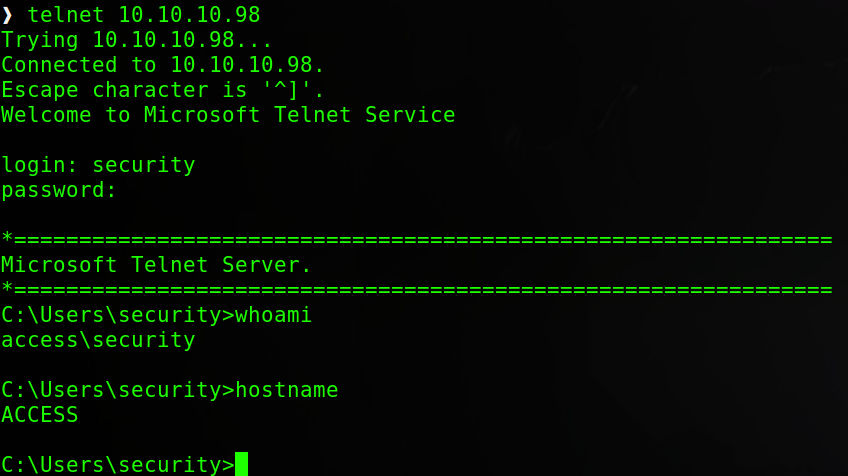 ❯ telnet 10.10.10.98
Trying 10.10.10.98...
Connected to 10.10.10.98.
Escape character is '^]'.
Welcome to Microsoft Telnet Service
login: security
password:
*===============================================================
Microsoft Telnet Server.
*===============================================================
C:\Users\security>whoami
access\security
C:\Users\security>hostname
ACCESS
C:\Users\security>